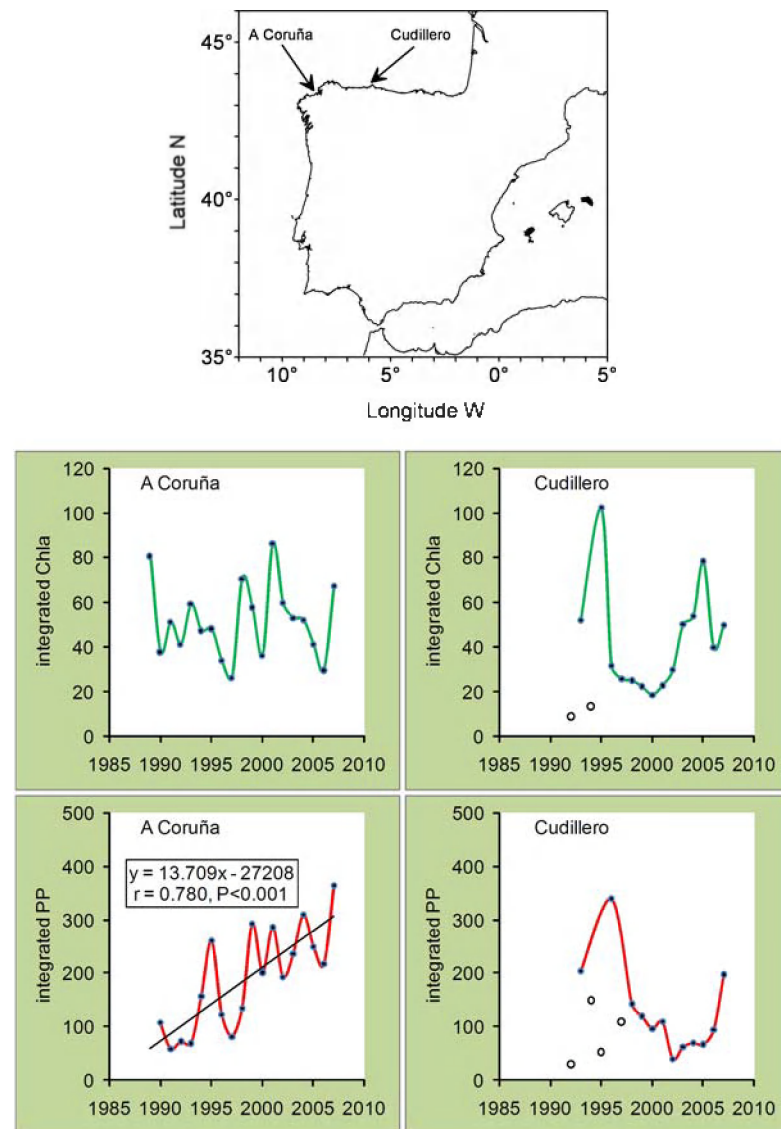 45°
A Coruña
Cudillero
Latitude N
40°
35°
10°
5°
0°
5°
Longitude W
120
100
80
60
40
20
0
integrated Chla
A Coruña
1985 1990 1995 2000 2005 2010
120
100
80
60
40
20
0
integrated Chla
Cudillero
1985 1990 1995 2000 2005 2010
500
400
300
200
100
0
integrated PP
A Coruña
y = 13.709x - 27208
r = 0.780, P<0.001
1985 1990 1995 2000 2005 2010
500
400
300
200
100
0
integrated PP
Cudillero
1985 1990 1995 2000 2005 2010